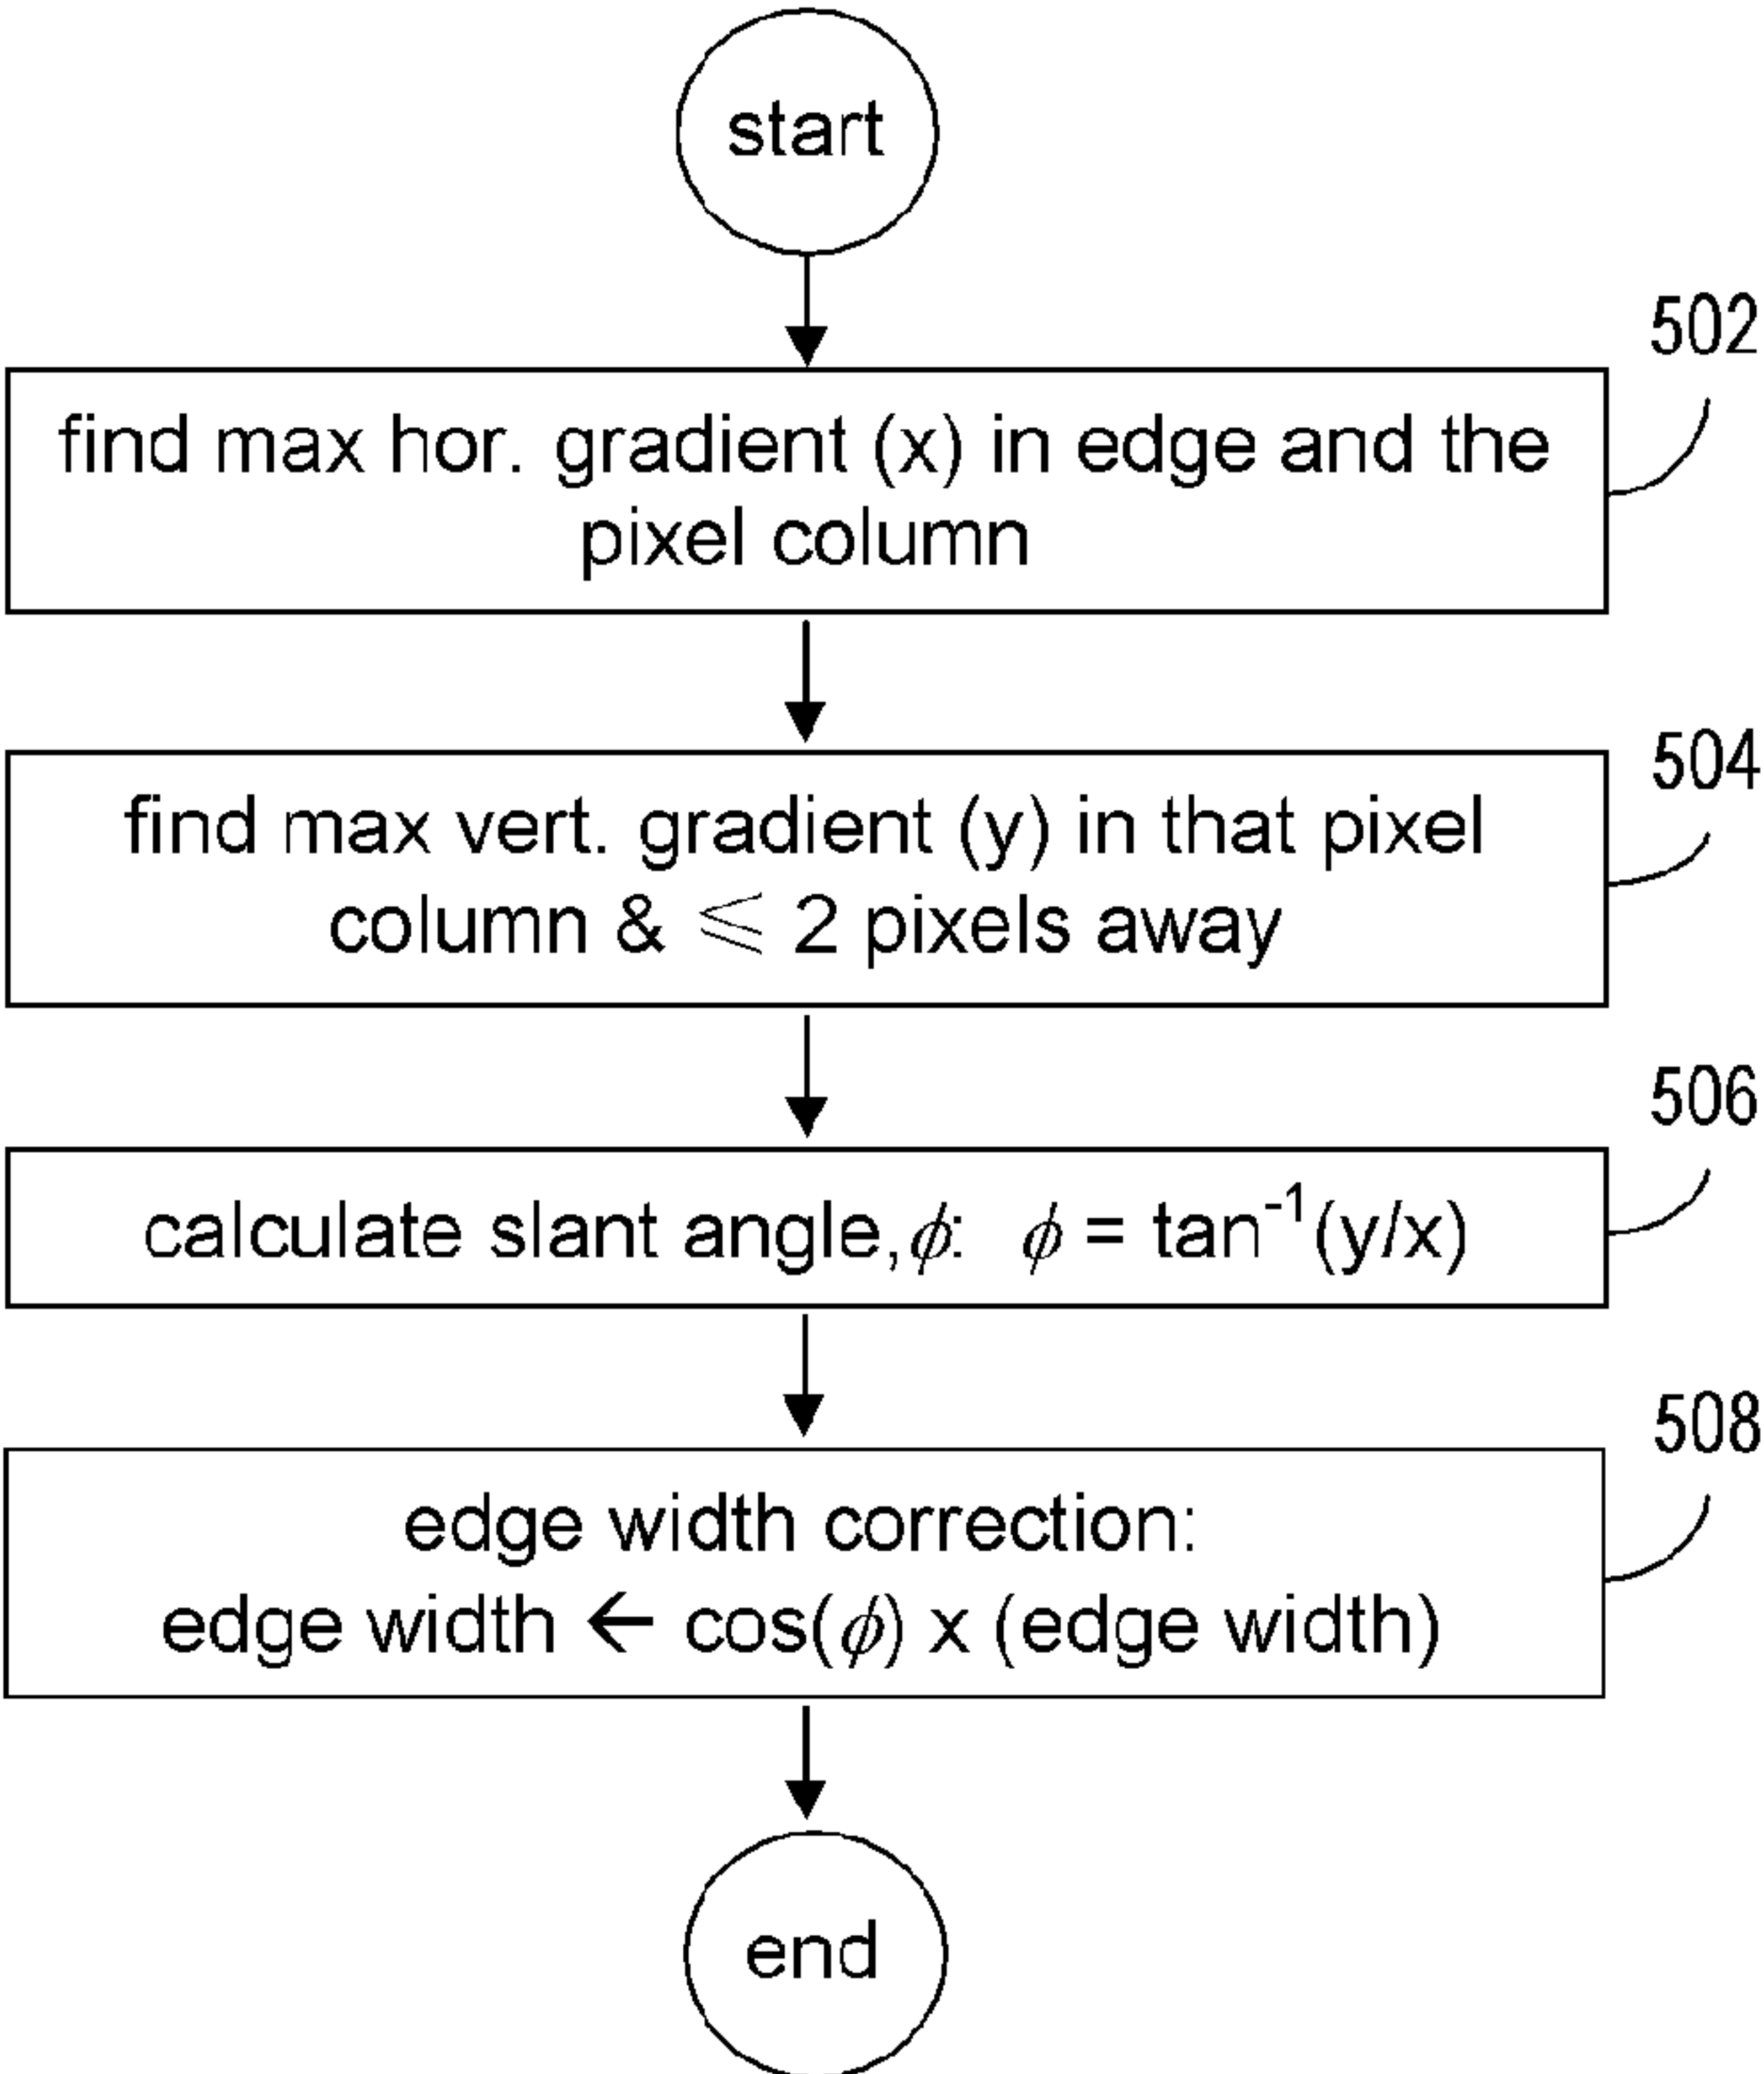 start
502
find max hor. gradient (x) in edge and the
pixel column
504
find max vert. gradient (y) in that pixel
column & ⩽ 2 pixels away
506
calculate slant angle,ϕ: ϕ = tan⁻¹(y/x)
508
edge width correction:
edge width ← cos(ϕ) x (edge width)
end